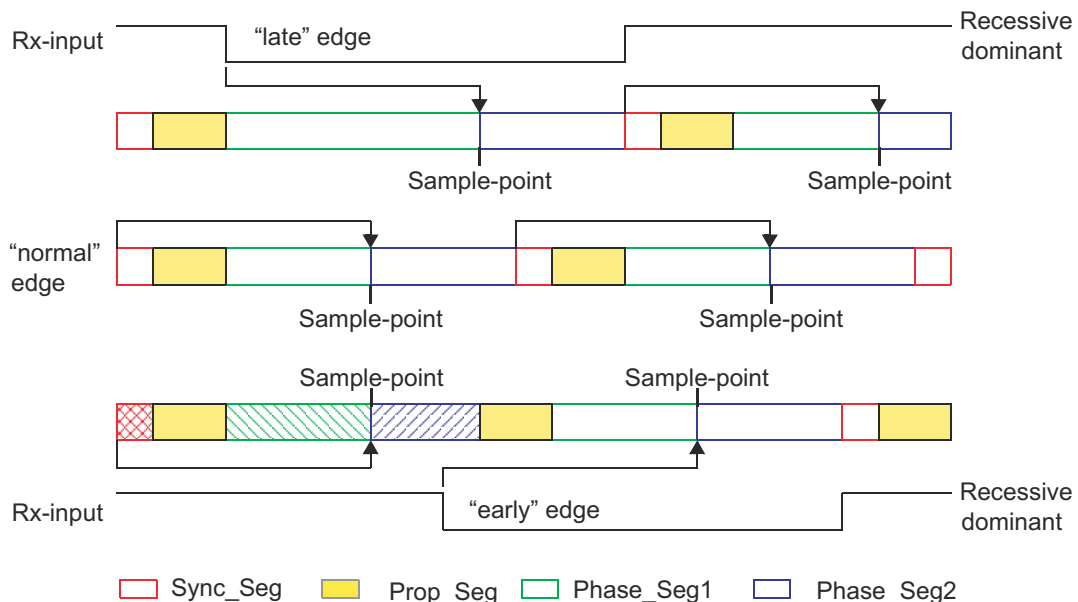 Rx-input
“late” edge
Recessive
dominant
Sample-point
Sample-point
“normal”
edge
Sample-point
Sample-point
Sample-point
Sample-point
Rx-input
“early” edge
Recessive
dominant
Sync_Seg
Prop_Seg
Phase_Seg1
Phase_Seg2